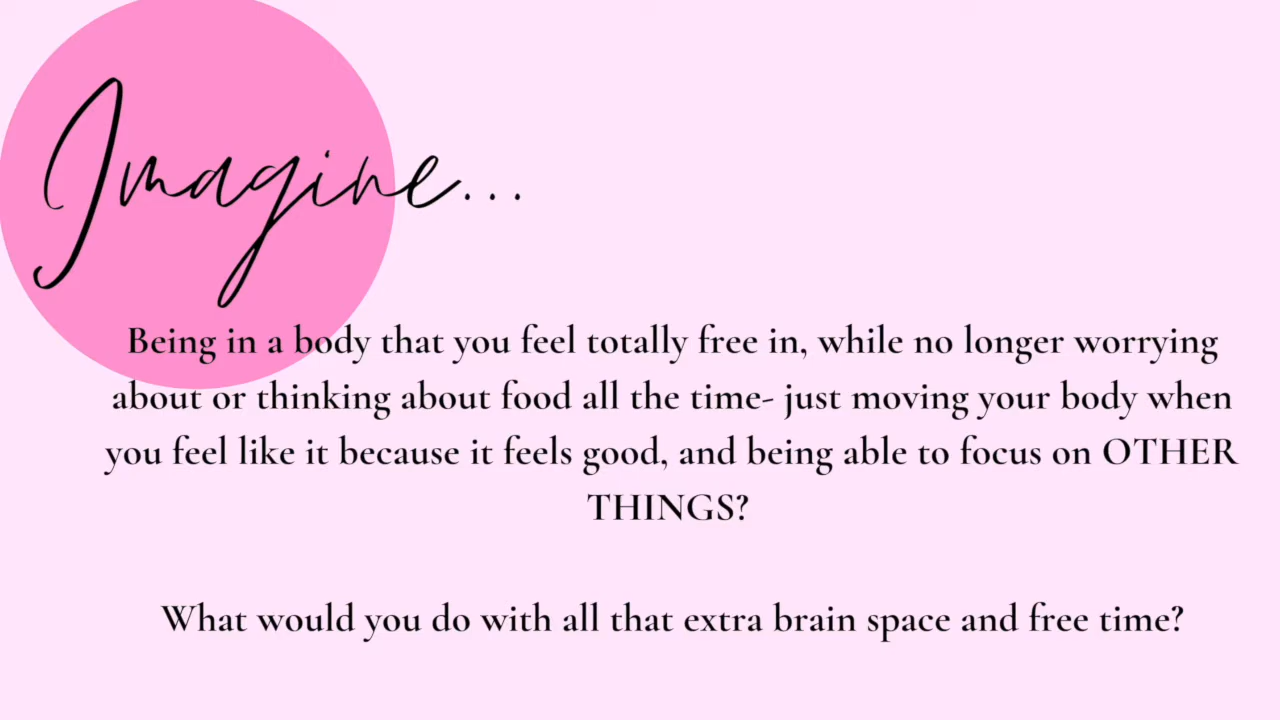 Imagine...
Being in a body that you feel totally free in, while no longer worrying
about or thinking about food all the time- just moving your body when
you feel like it because it feels good, and being able to focus on OTHER
THINGS?
What would you do with all that extra brain space and free time?